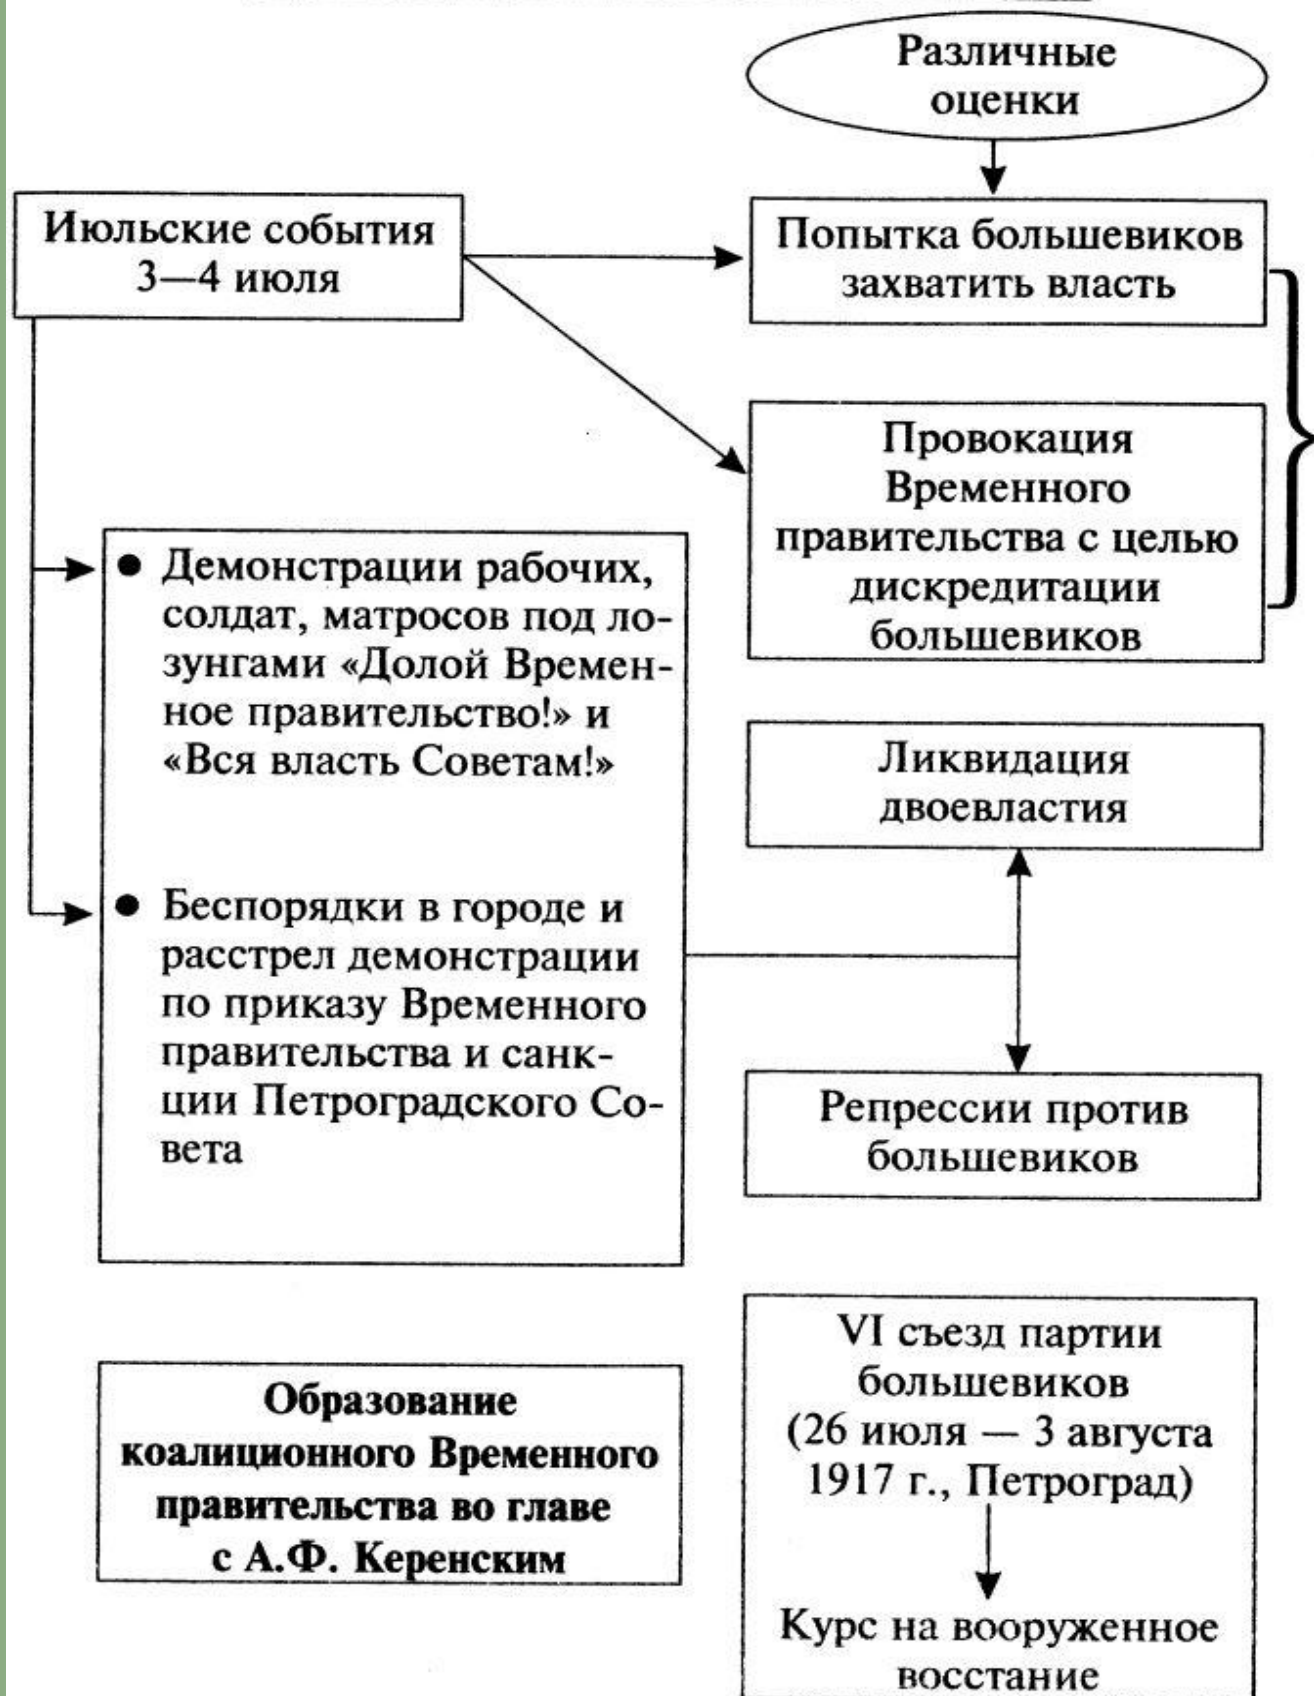 Различные
оценки
Июльские события
3—4 июля
Попытка большевиков
захватить власть
Провокация
Временного
правительства с целью
дискредитации
большевиков
● Демонстрации рабочих,
солдат, матросов под ло-
зунгами «Долой Времен-
ное правительство!» и
«Вся власть Советам!»
● Беспорядки в городе и
расстрел демонстрации
по приказу Временного
правительства и санк-
ции Петроградского Со-
вета
Ликвидация
двоевластия
Репрессии против
большевиков
Образование
коалиционного Временного
правительства во главе
с А.Ф. Керенским
VI съезд партии
большевиков
(26 июля — 3 августа
1917 г., Петроград)
Курс на вооруженное
восстание